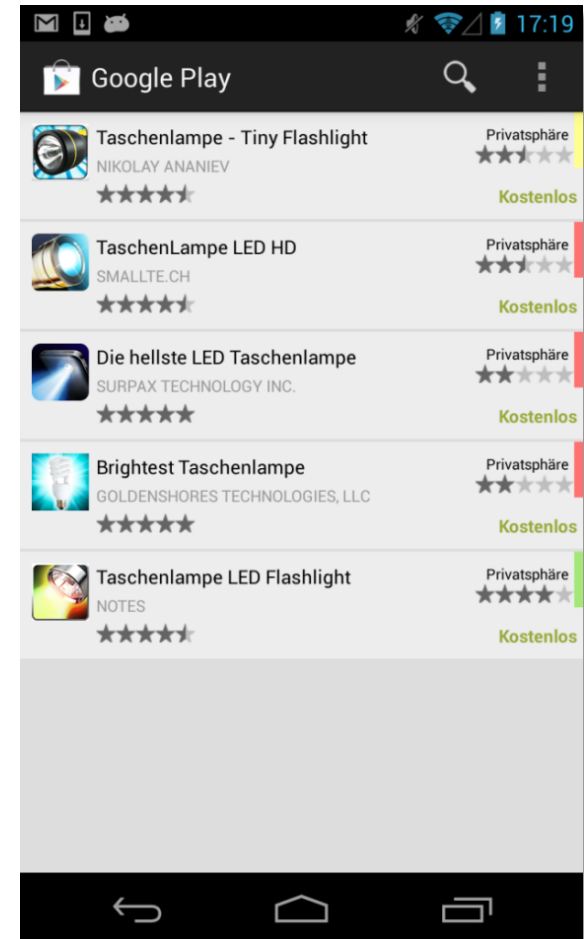 17:19
Google Play
Taschenlampe - Tiny Flashlight
Privatsphäre
NIKOLAY ANANIEV
Kostenlos
TaschenLampe LED HD
Privatsphäre
SMALLTE.CH
Kostenlos
Die hellste LED Taschenlampe
Privatsphäre
SURPAX TECHNOLOGY INC.
Kostenlos
Brightest Taschenlampe
Privatsphäre
GOLDENSHORES TECHNOLOGIES, LLC
Kostenlos
Taschenlampe LED Flashlight
Privatsphäre
NOTES
Kostenlos